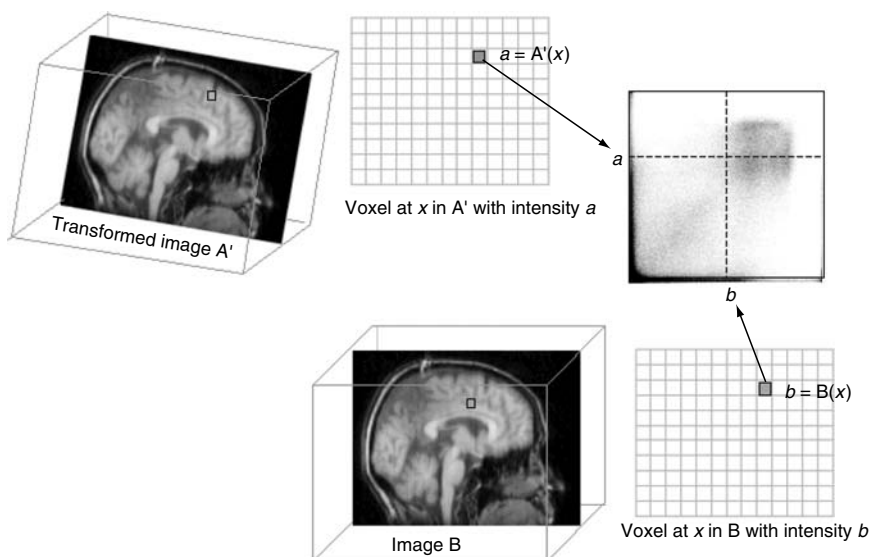 a = A'(x)
a
Voxel at x in A' with intensity a
Transformed image A'
b
b = B(x)
Voxel at x in B with intensity b
Image B